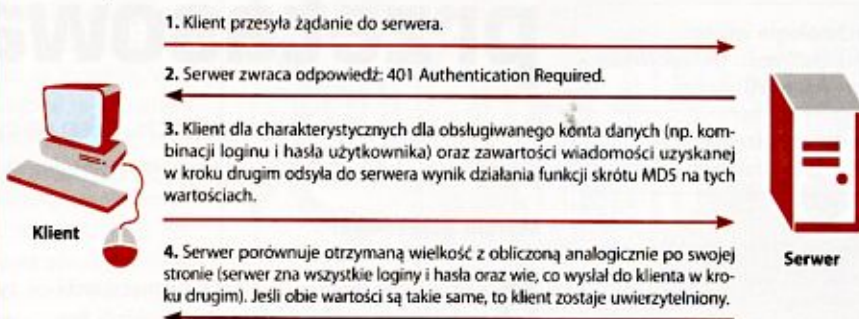 1. Klient przesyła żądanie do serwera.
2. Serwer zwraca odpowiedź: 401 Authentication Required.
3. Klient dla charakterystycznych dla obsługiwanego konta danych (np. kom-
binacji loginu i hasła użytkownika) oraz zawartości wiadomości uzyskanej
w kroku drugim odsyła do serwera wynik działania funkcji skrótu MD5 na tych
wartościach.
Klient
4. Serwer porównuje otrzymaną wielkość z obliczoną analogicznie po swojej
stronie (serwer zna wszystkie loginy i hasła oraz wie, co wysłał do klienta w kro-
ku drugim). Jeśli obie wartości są takie same, to klient zostaje uwierzytelniony.
Serwer